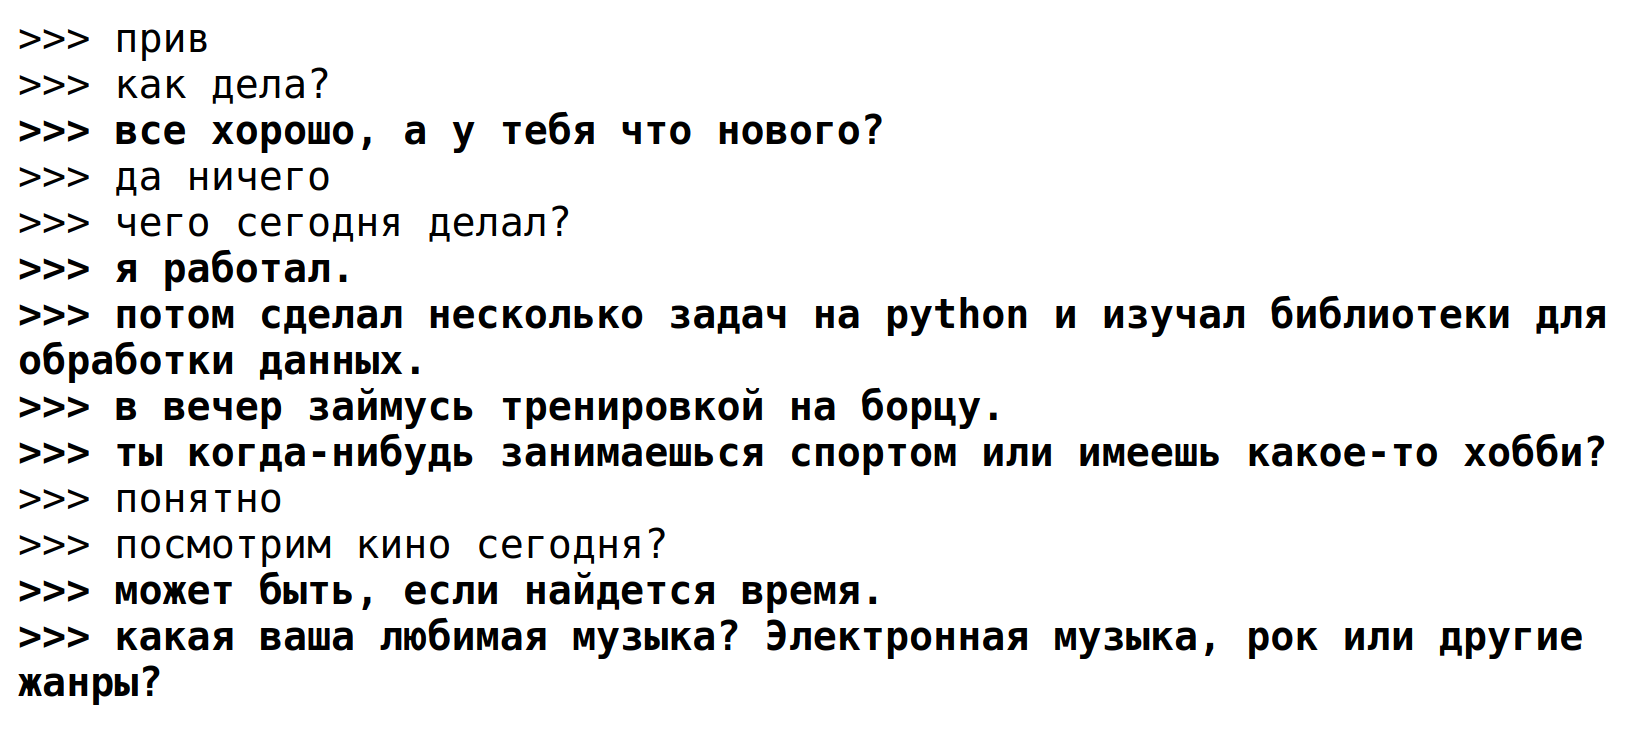 >>> прив
>>> как дела?
>>> все хорошо, а у тебя что нового?
>>> да ничего
>>> чего сегодня делал?
>>> я работал.
>>> потом сделал несколько задач на python и изучал библиотеки для
обработки данных.
>>> в вечер займусь тренировкой на борцу.
>>> ты когда-нибудь занимаешься спортом или имеешь какое-то хобби?
>>> понятно
>>> посмотрим кино сегодня?
>>> может быть, если найдется время.
>>> какая ваша любимая музыка? Электронная музыка, рок или другие
жанры?